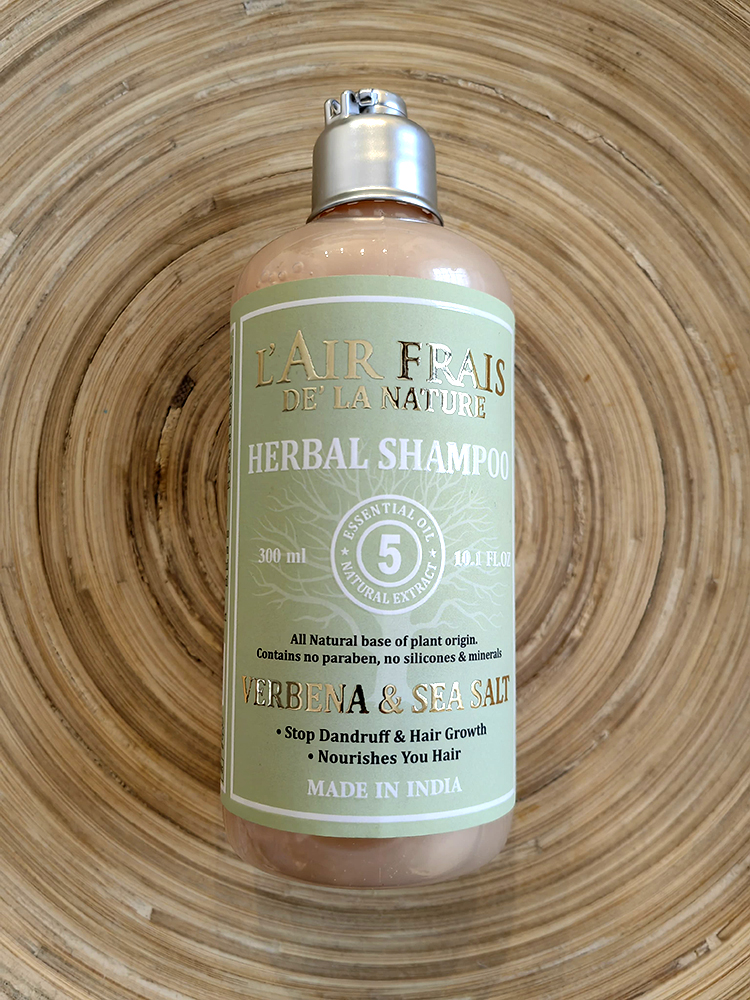 L'AIR FRAIS
DE' LA NATURE
HERBAL SHAMPOO
ESSENTIAL OIL
300 ml
5
10.1 FL.OZ
NATURAL EXTRACT
All Natural base of plant origin.
Contains no paraben, no silicones & minerals
VERBENA & SEA SALT
• Stop Dandruff & Hair Growth
• Nourishes You Hair
MADE IN INDIA